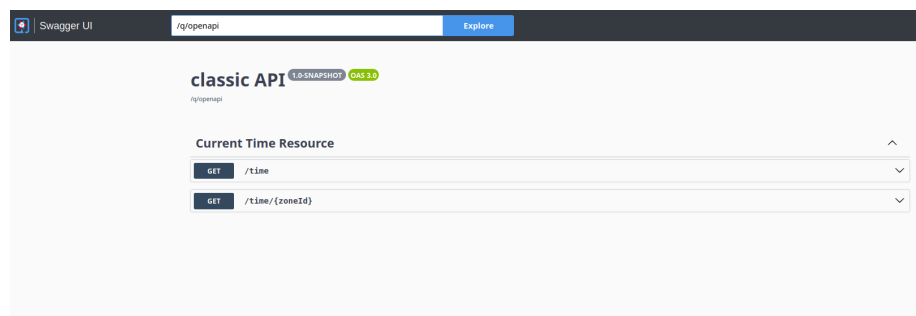 Swagger UI
/q/openapi
Explore
classic API 1.0-SNAPSHOT OAS 3.0
/q/openapi
Current Time Resource
GET /time
GET /time/{zoneId}